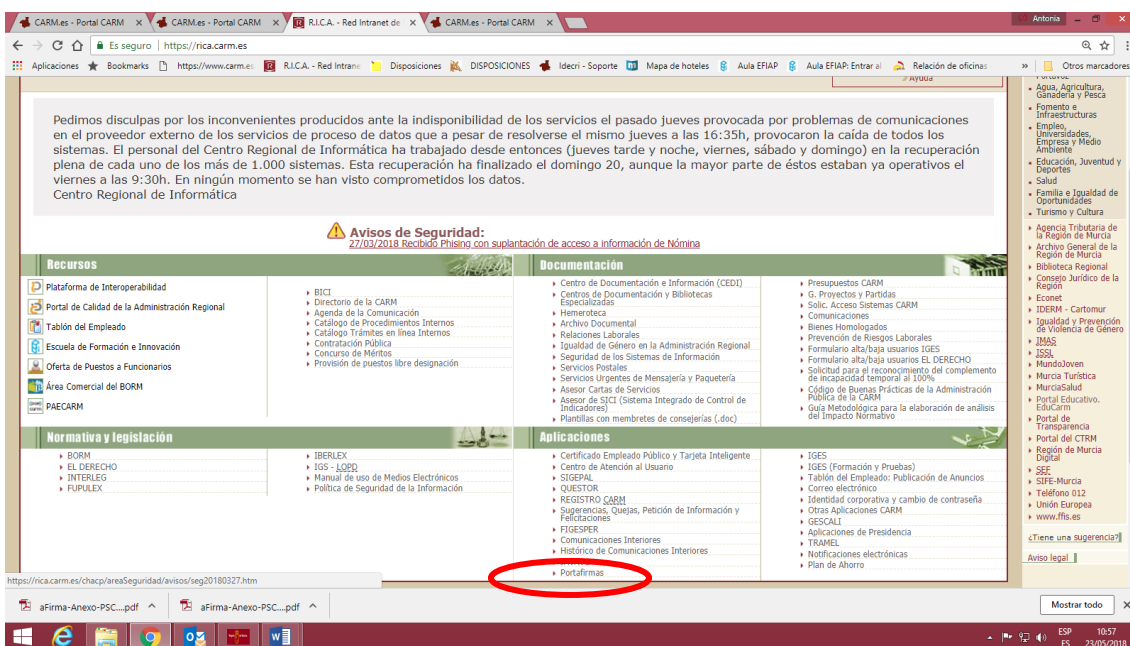 CARM.es - Portal CARM
CARM.es - Portal CARM
R.I.C.A. - Red Intranet de
CARM.es - Portal CARM
Antonia
Es seguro | https://rica.carm.es
Aplicaciones
Bookmarks
https://www.carm.es
R.I.C.A. - Red Intrane
Disposiciones
DISPOSICIONES
Idecri - Soporte
Mapa de hoteles
Aula EFIAP
Aula EFIAP: Entrar al
Relación de oficinas
»
Otros marcadores
Ayuda
Pedimos disculpas por los inconvenientes producidos ante la indisponibilidad de los servicios el pasado jueves provocada por problemas de comunicaciones
en el proveedor externo de los servicios de proceso de datos que a pesar de resolverse el mismo jueves a las 16:35h, provocaron la caída de todos los
sistemas. El personal del Centro Regional de Informática ha trabajado desde entonces (jueves tarde y noche, viernes, sábado y domingo) en la recuperación
plena de cada uno de los más de 1.000 sistemas. Esta recuperación ha finalizado el domingo 20, aunque la mayor parte de éstos estaban ya operativos el
viernes a las 9:30h. En ningún momento se han visto comprometidos los datos.
Centro Regional de Informática
Avisos de Seguridad:
27/03/2018 Recibido Phising con suplantación de acceso a información de Nómina
Recursos
Plataforma de Interoperabilidad
Portal de Calidad de la Administración Regional
Tablón del Empleado
Escuela de Formación e Innovación
Oferta de Puestos a Funcionarios
Área Comercial del BORM
PAECARM
BICI
Directorio de la CARM
Agenda de la Comunicación
Catálogo de Procedimientos Internos
Catálogo Trámites en línea Internos
Contratación Pública
Concurso de Méritos
Provisión de puestos libre designación
Documentación
Centro de Documentación e Información (CEDI)
Centros de Documentación y Bibliotecas
Especializadas
Hemeroteca
Archivo Documental
Relaciones Laborales
Igualdad de Género en la Administración Regional
Seguridad de los Sistemas de Información
Servicios Postales
Servicios Urgentes de Mensajería y Paquetería
Asesor Cartas de Servicios
Asesor de SICI (Sistema Integrado de Control de
Indicadores)
Plantillas con membretes de consejerías (.doc)
Presupuestos CARM
G. Proyectos y Partidas
Solic. Acceso Sistemas CARM
Comunicaciones
Bienes Homologados
Prevención de Riesgos Laborales
Formulario alta/baja usuarios IGES
Formulario alta/baja usuarios EL DERECHO
Solicitud para el reconocimiento del complemento
de incapacidad temporal al 100%
Código de Buenas Prácticas de la Administración
Pública de la CARM
Guía Metodológica para la elaboración de análisis
del Impacto Normativo
Normativa y legislación
BORM
EL DERECHO
INTERLEG
FUPULEX
IBERLEX
IGS - LOPD
Manual de uso de Medios Electrónicos
Política de Seguridad de la Información
Aplicaciones
Certificado Empleado Público y Tarjeta Inteligente
Centro de Atención al Usuario
SIGEPAL
QUESTOR
REGISTRO CARM
Sugerencias, Quejas, Petición de Información y
Felicitaciones
FIGESPER
Comunicaciones Interiores
Histórico de Comunicaciones Interiores
Portafirmas
IGES
IGES (Formación y Pruebas)
Tablón del Empleado: Publicación de Anuncios
Correo electrónico
Identidad corporativa y cambio de contraseña
Otras Aplicaciones CARM
GESCALI
Aplicaciones de Presidencia
TRAMEL
Notificaciones electrónicas
Plan de Ahorro
Portavoz
Agua, Agricultura,
Ganadería y Pesca
Fomento e
Infraestructuras
Empleo,
Universidades,
Empresa y Medio
Ambiente
Educación, Juventud y
Deportes
Salud
Familia e Igualdad de
Oportunidades
Turismo y Cultura
Agencia Tributaria de
la Región de Murcia
Archivo General de la
Región de Murcia
Biblioteca Regional
Consejo Jurídico de la
Región
Econet
IDERM - Cartomur
Igualdad y Prevención
de Violencia de Género
IMAS
ISSL
MundoJoven
Murcia Turística
MurciaSalud
Portal Educativo.
EduCarm
Portal de
Transparencia
Portal del CTRM
Región de Murcia
Digital
SEF
SIFE-Murcia
Teléfono 012
Unión Europea
www.ffis.es
¿Tiene una sugerencia?
Aviso legal
https://rica.carm.es/chacp/areaSeguridad/avisos/seg20180327.htm
aFirma-Anexo-PSC....pdf
aFirma-Anexo-PSC....pdf
Mostrar todo
ESP
ES
10:57
23/05/2018